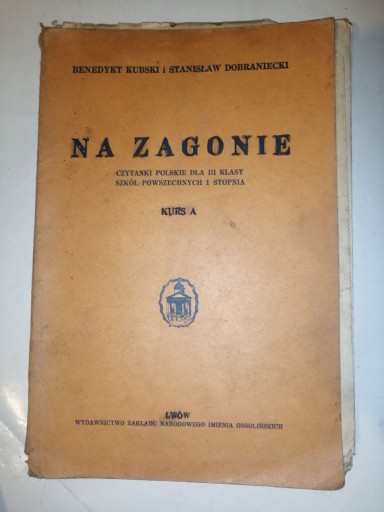 BENEDYKT KUBSKI i STANISŁAW DOBRANIECKI
NA ZAGONIE
CZYTANKI POLSKIE DLA III KLASY
SZKÓŁ POWSZECHNYCH 1 STOPNIA
KURS A
LWÓW
WYDAWNICTWO ZAKŁADU NARODOWEGO IMIENIA OSSOLIŃSKICH